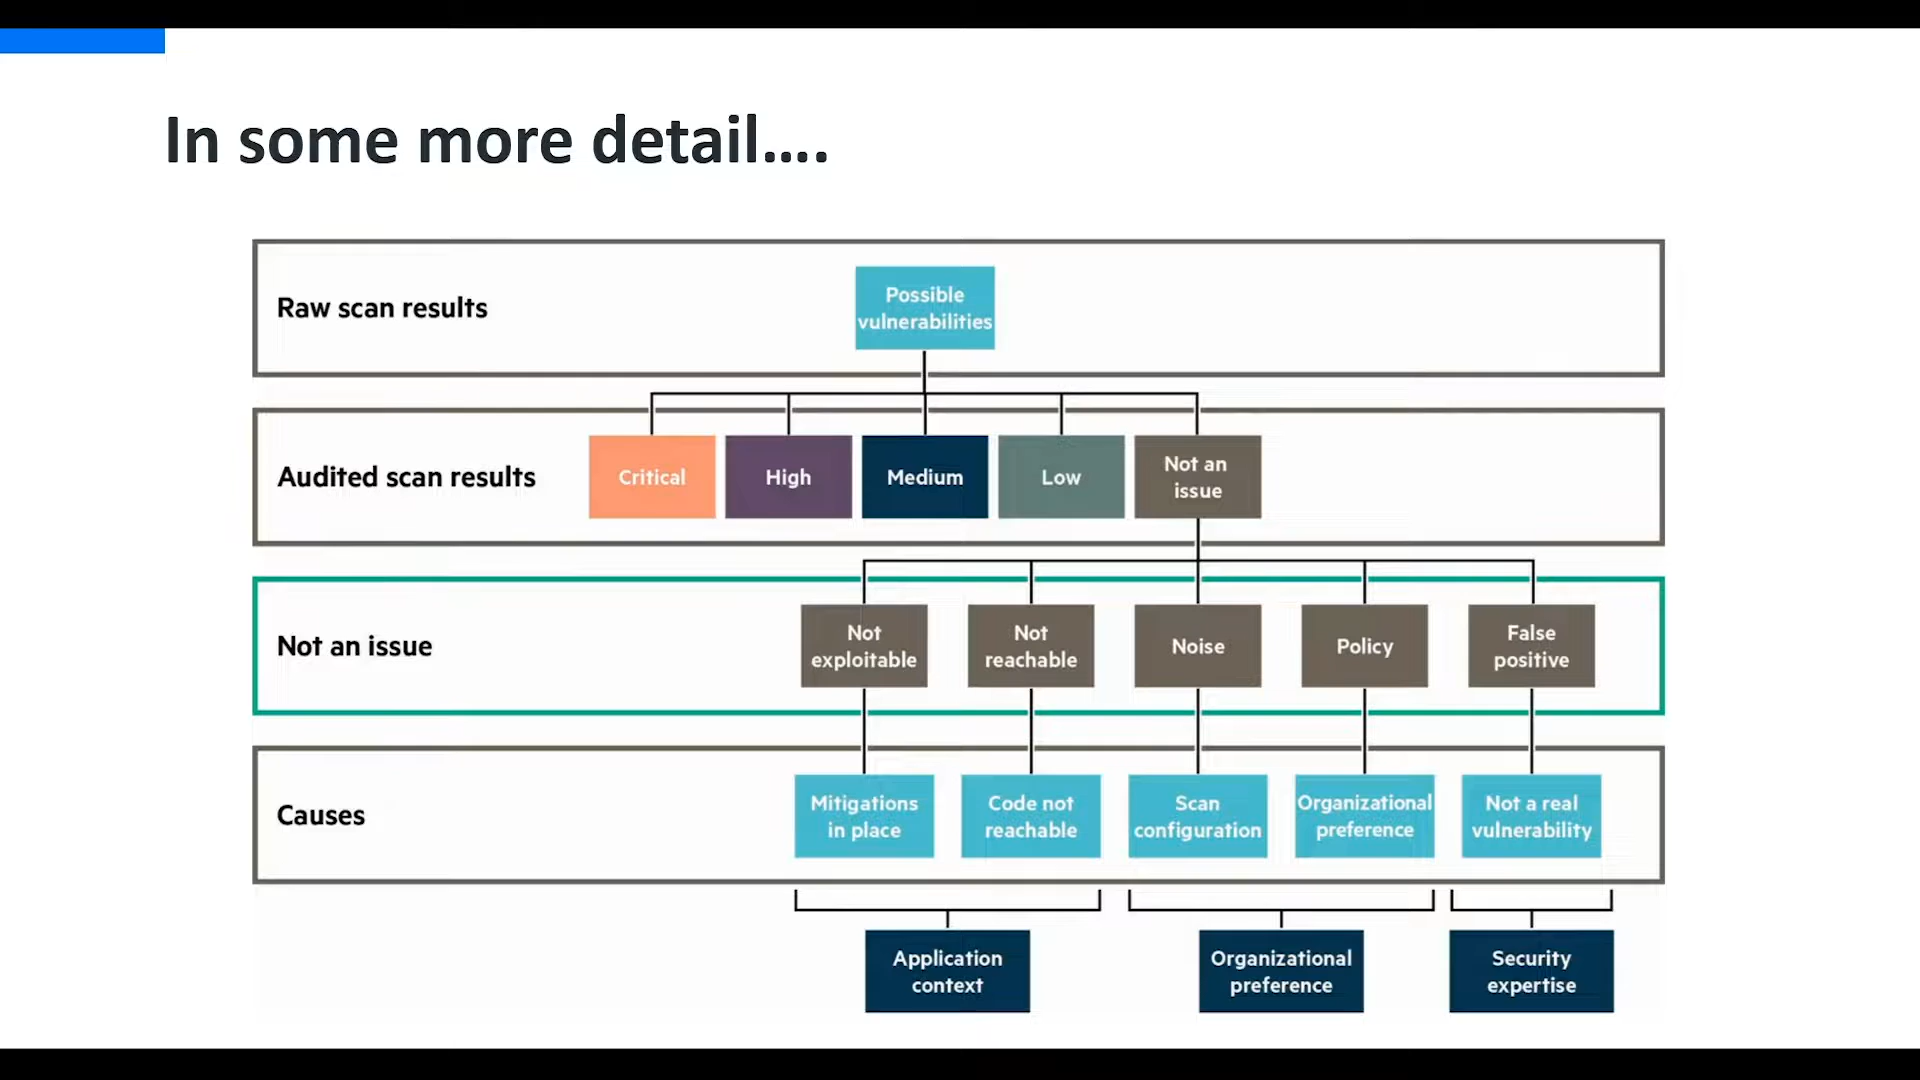 In some more detail....
Raw scan results
Possible
vulnerabilities
Audited scan results
Critical
High
Medium
Low
Not an
issue
Not an issue
Not
exploitable
Not
reachable
Noise
Policy
False
positive
Causes
Mitigations
in place
Code not
reachable
Scan
configuration
Organizational
preference
Not a real
vulnerability
Application
context
Organizational
preference
Security
expertise